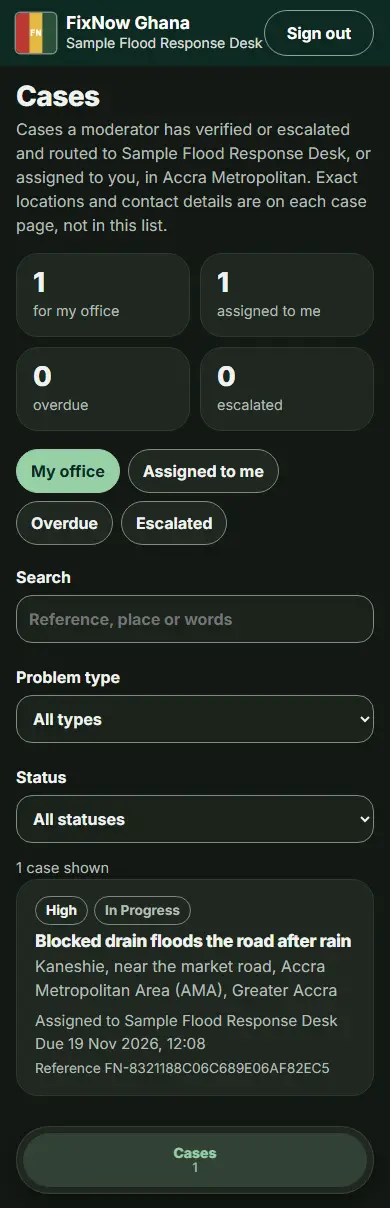 FN
FixNow Ghana
Sample Flood Response Desk
Sign out
Cases
Cases a moderator has verified or escalated
and routed to Sample Flood Response Desk, or
assigned to you, in Accra Metropolitan. Exact
locations and contact details are on each case
page, not in this list.
1
for my office
1
assigned to me
0
overdue
0
escalated
My office
Assigned to me
Overdue
Escalated
Search
Reference, place or words
Problem type
All types
Status
All statuses
1 case shown
High
In Progress
Blocked drain floods the road after rain
Kaneshie, near the market road, Accra
Metropolitan Area (AMA), Greater Accra
Assigned to Sample Flood Response Desk
Due 19 Nov 2026, 12:08
Reference FN-8321188C06C689E06AF82EC5
Cases
1